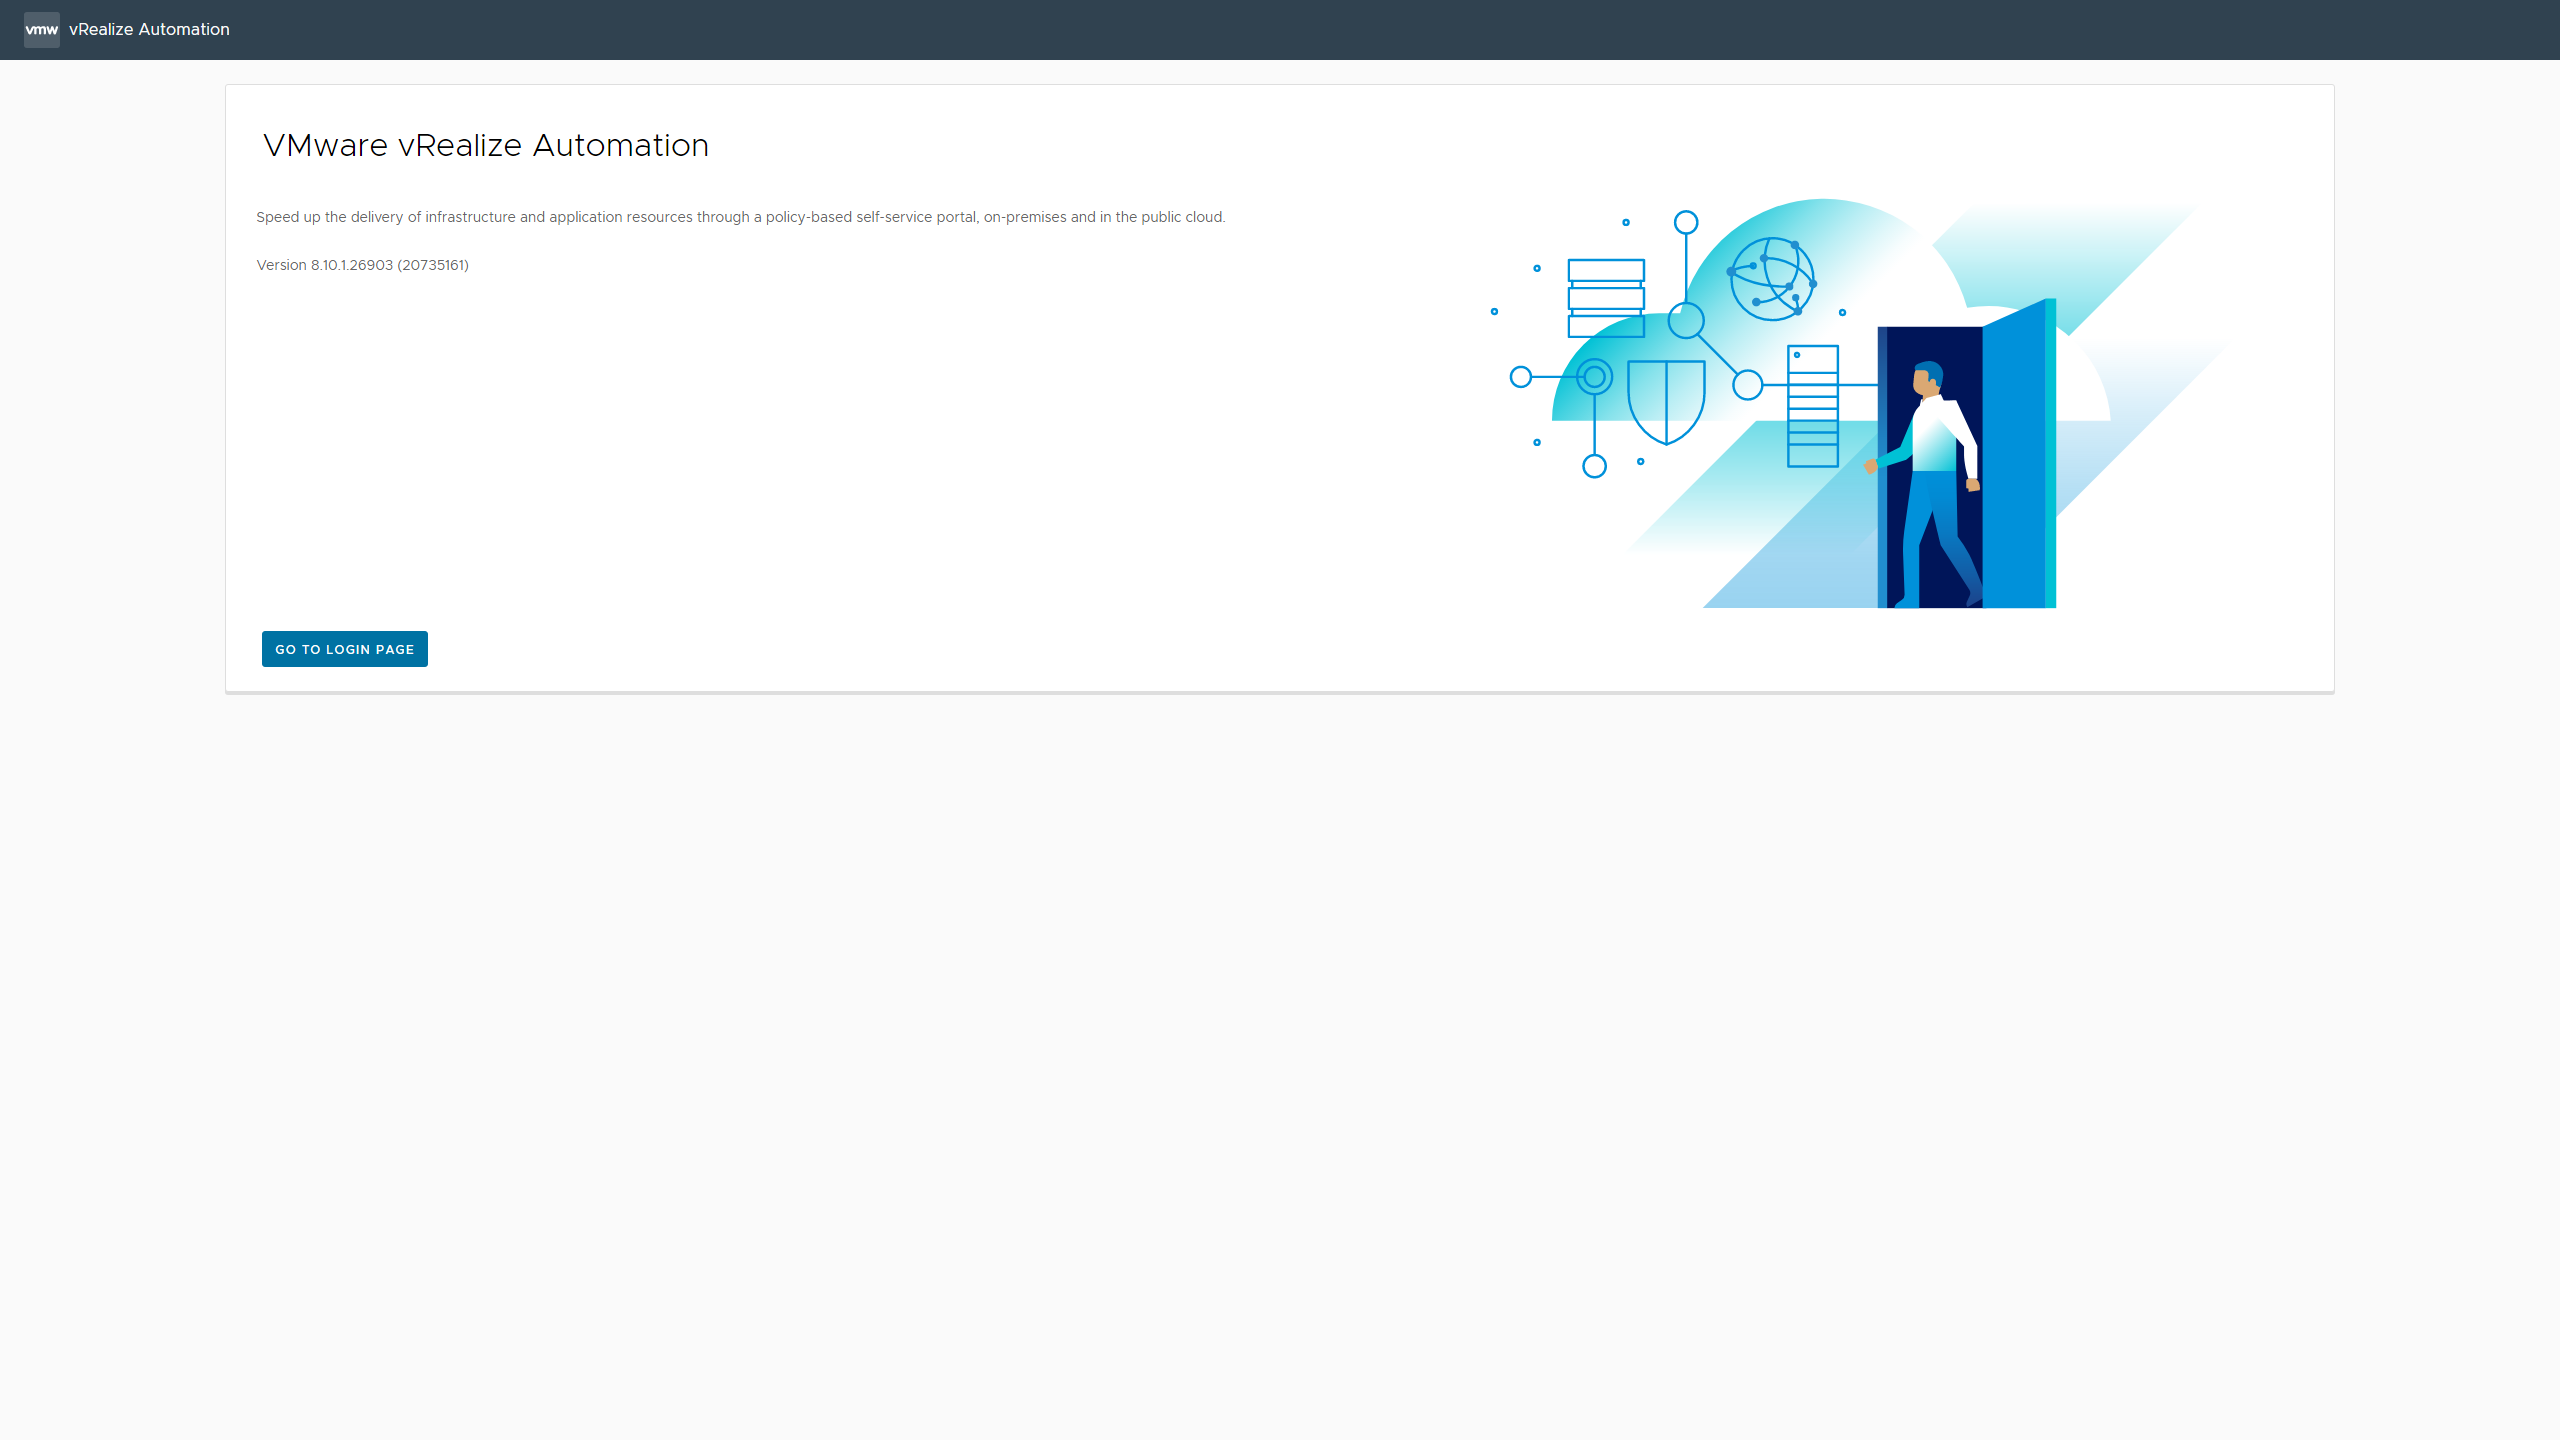 vmw vRealize Automation
VMware vRealize Automation
Speed up the delivery of infrastructure and application resources through a policy-based self-service portal, on-premises and in the public cloud.
Version 8.10.1.26903 (20735161)
GO TO LOGIN PAGE